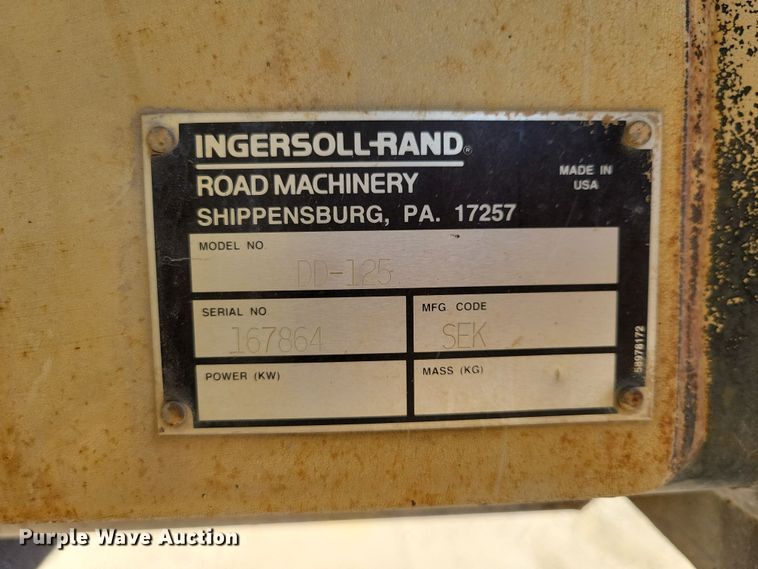 INGERSOLL-RAND®
ROAD MACHINERY
SHIPPENSBURG, PA. 17257
MADE IN
USA
MODEL NO.
DD-125
SERIAL NO
167864
MFG CODE
SEK
POWER (KW)
MASS (KG)
58978172
Purple Wave Auction